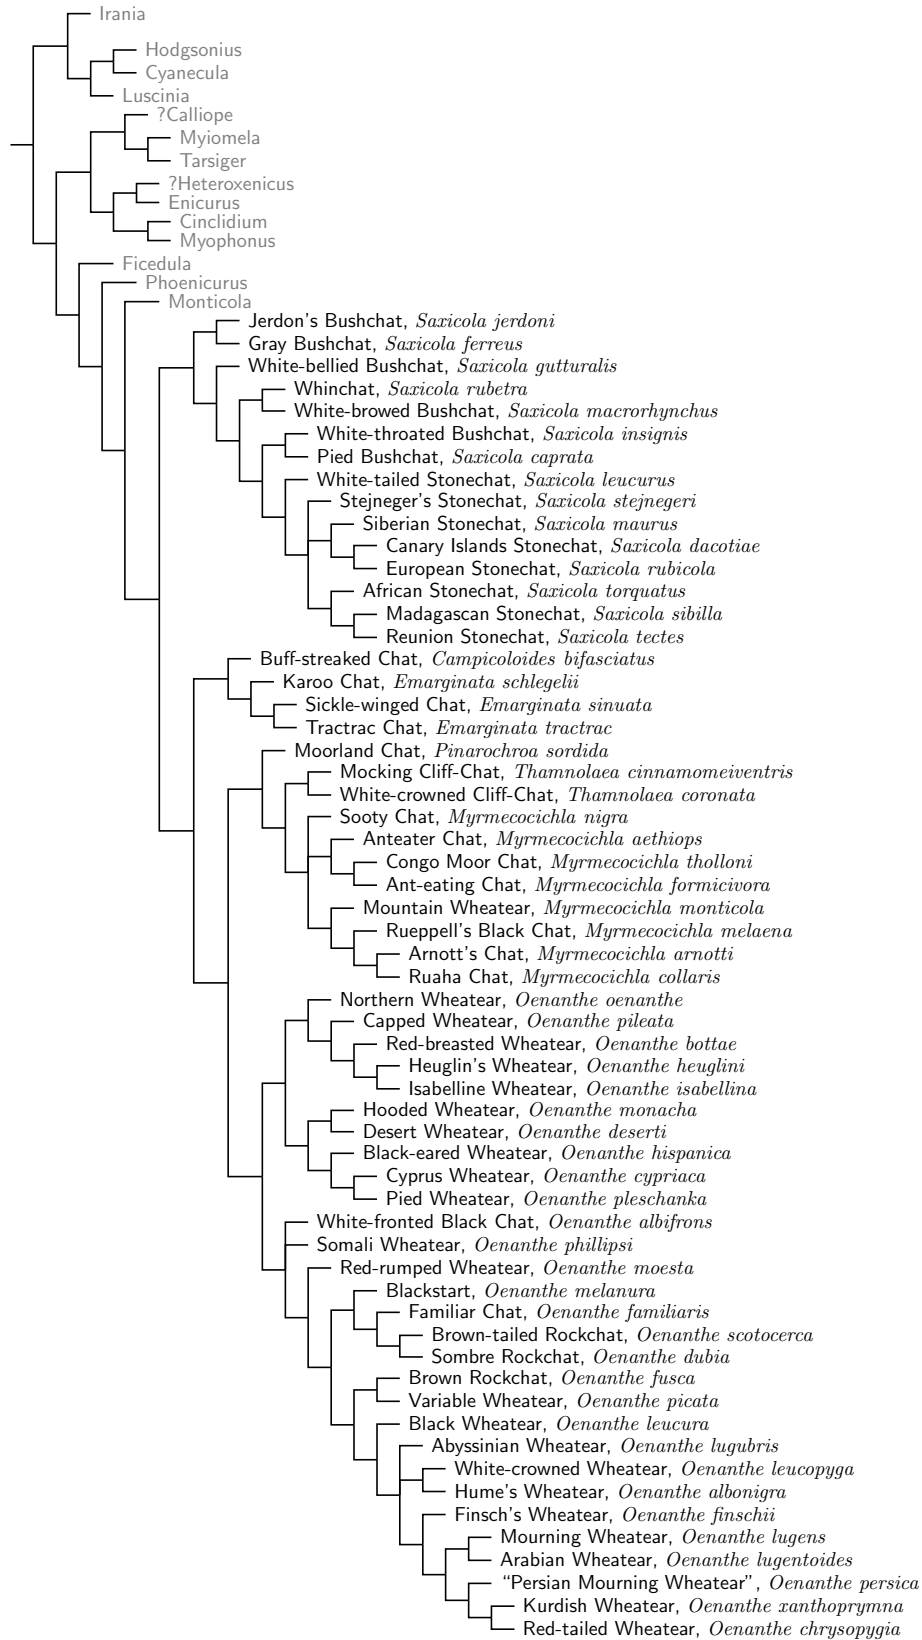 Irania
Hodgsonius
Cyanecula
Luscinia
?Calliope
Myiomela
Tarsiger
?Heteroxenicus
Enicurus
Cinclidium
Myophonus
Ficedula
Phoenicurus
Monticola
Jerdon's Bushchat, Saxicola jerdoni
Gray Bushchat, Saxicola ferreus
White-bellied Bushchat, Saxicola gutturalis
Whinchat, Saxicola rubetra
White-browed Bushchat, Saxicola macrorhynchus
White-throated Bushchat, Saxicola insignis
Pied Bushchat, Saxicola caprata
White-tailed Stonechat, Saxicola leucurus
Stejneger's Stonechat, Saxicola stejnegeri
Siberian Stonechat, Saxicola maurus
Canary Islands Stonechat, Saxicola dacotiae
European Stonechat, Saxicola rubicola
African Stonechat, Saxicola torquatus
Madagascan Stonechat, Saxicola sibilla
Reunion Stonechat, Saxicola tectes
Buff-streaked Chat, Campicoloides bifasciatus
Karoo Chat, Emarginata schlegelii
Sickle-winged Chat, Emarginata sinuata
Tractrac Chat, Emarginata tractrac
Moorland Chat, Pinarochroa sordida
Mocking Cliff-Chat, Thamnolaea cinnamomeiventris
White-crowned Cliff-Chat, Thamnolaea coronata
Sooty Chat, Myrmecocichla nigra
Anteater Chat, Myrmecocichla aethiops
Congo Moor Chat, Myrmecocichla tholloni
Ant-eating Chat, Myrmecocichla formicivora
Mountain Wheatear, Myrmecocichla monticola
Rueppell's Black Chat, Myrmecocichla melaena
Arnott's Chat, Myrmecocichla arnotti
Ruaha Chat, Myrmecocichla collaris
Northern Wheatear, Oenanthe oenanthe
Capped Wheatear, Oenanthe pileata
Red-breasted Wheatear, Oenanthe bottae
Heuglin's Wheatear, Oenanthe heuglini
Isabelline Wheatear, Oenanthe isabellina
Hooded Wheatear, Oenanthe monacha
Desert Wheatear, Oenanthe deserti
Black-eared Wheatear, Oenanthe hispanica
Cyprus Wheatear, Oenanthe cypriaca
Pied Wheatear, Oenanthe pleschanka
White-fronted Black Chat, Oenanthe albifrons
Somali Wheatear, Oenanthe phillipsi
Red-rumped Wheatear, Oenanthe moesta
Blackstart, Oenanthe melanura
Familiar Chat, Oenanthe familiaris
Brown-tailed Rockchat, Oenanthe scotocerca
Sombre Rockchat, Oenanthe dubia
Brown Rockchat, Oenanthe fusca
Variable Wheatear, Oenanthe picata
Black Wheatear, Oenanthe leucura
Abyssinian Wheatear, Oenanthe lugubris
White-crowned Wheatear, Oenanthe leucopyga
Hume's Wheatear, Oenanthe albonigra
Finsch's Wheatear, Oenanthe finschii
Mourning Wheatear, Oenanthe lugens
Arabian Wheatear, Oenanthe lugentoides
“Persian Mourning Wheatear”, Oenanthe persica
Kurdish Wheatear, Oenanthe xanthoprymna
Red-tailed Wheatear, Oenanthe chrysopygia